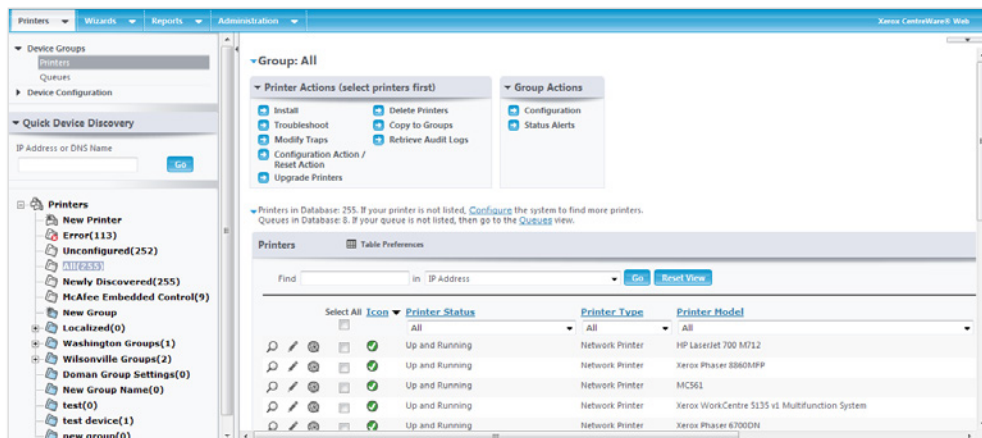 Printers Wizards Reports Administration Xerox CentreWare® Web
Device Groups
Printers
Queues
Device Configuration
Quick Device Discovery
IP Address or DNS Name
Go
Printers
New Printer
Error(113)
Unconfigured(252)
All(255)
Newly Discovered(255)
McAfee Embedded Control(9)
New Group
Localized(0)
Washington Groups(1)
Wilsonville Groups(2)
Doman Group Settings(0)
New Group Name(0)
test(0)
test device(1)
new group(0)
Group: All
Printer Actions (select printers first)
Install
Troubleshoot
Modify Traps
Configuration Action /
Reset Action
Upgrade Printers
Delete Printers
Copy to Groups
Retrieve Audit Logs
Group Actions
Configuration
Status Alerts
Printers in Database: 255. If your printer is not listed, Configure the system to find more printers.
Queues in Database: 8. If your queue is not listed, then go to the Queues view.
Printers Table Preferences
Find in IP Address Go Reset View
Select All Icon Printer Status Printer Type Printer Model
All All All
Up and Running Network Printer HP LaserJet 700 M712
Up and Running Network Printer Xerox Phaser 8860MFP
Up and Running Network Printer MC561
Up and Running Network Printer Xerox WorkCentre 5135 v1 Multifunction System
Up and Running Network Printer Xerox Phaser 6700DN